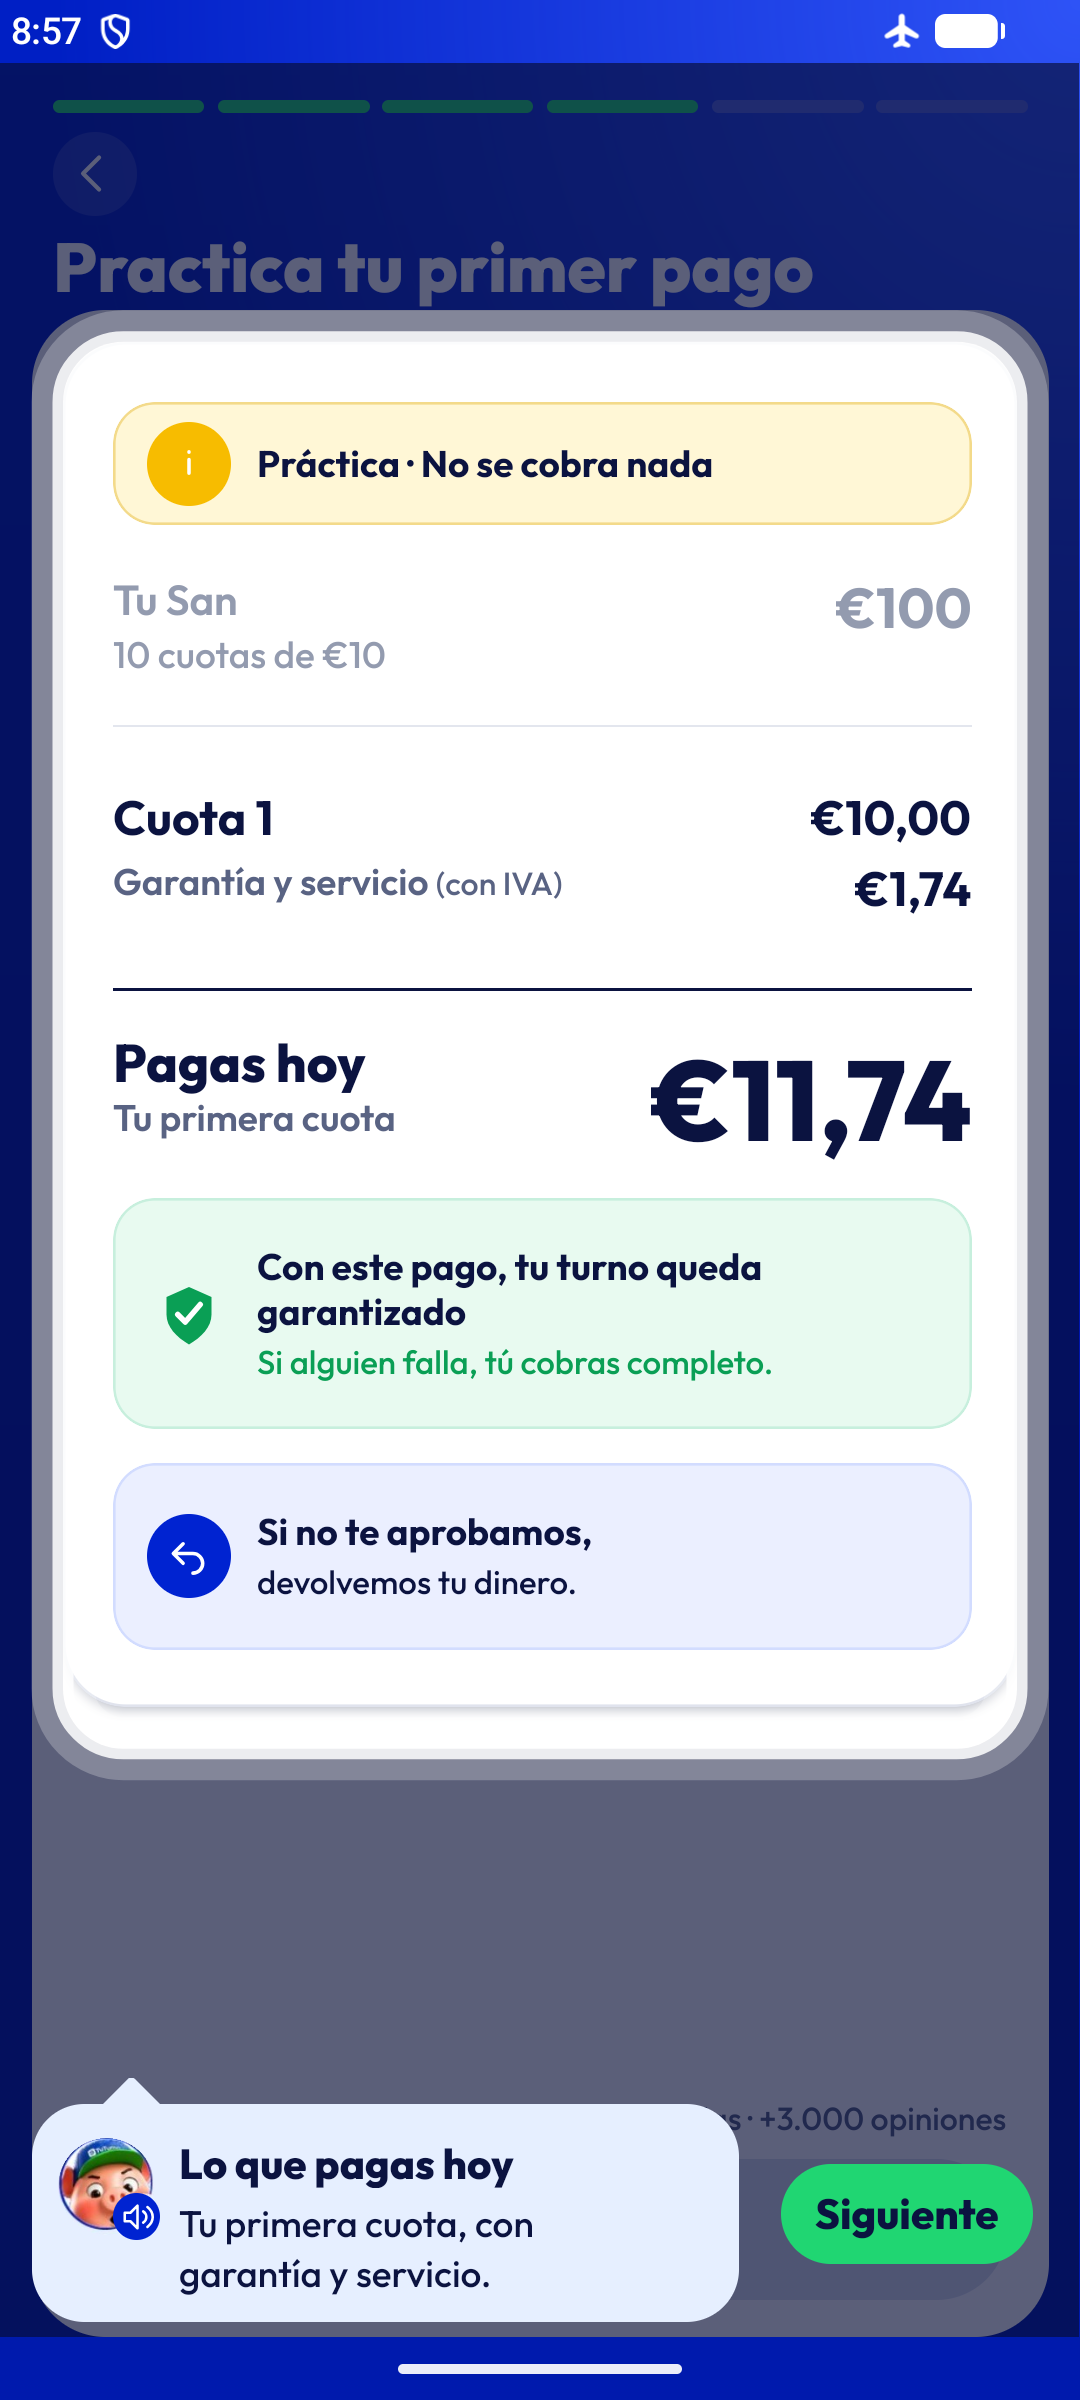 8:57
Practica tu primer pago
Práctica · No se cobra nada
Tu San
€100
10 cuotas de €10
Cuota 1
€10,00
Garantía y servicio (con IVA)
€1,74
Pagas hoy
€11,74
Tu primera cuota
Con este pago, tu turno queda
garantizado
Si alguien falla, tú cobras completo.
Si no te aprobamos,
devolvemos tu dinero.
· +3.000 opiniones
Lo que pagas hoy
Tu primera cuota, con
garantía y servicio.
Siguiente